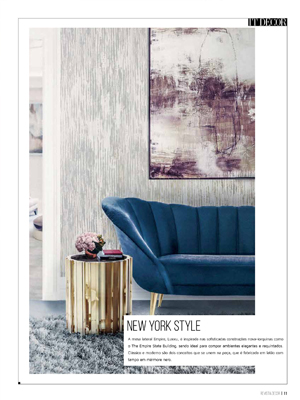 IT DECOR
NEW YORK STYLE
A mesa lateral Empire, Luxxu, é inspirada nas sofisticadas construções nova-iorquinas como
o The Empire State Building, sendo ideal para compor ambientes elegantes e requintados.
Clássico e moderno são dois conceitos que se unem na peça, que é fabricada em latão com
tampo em mármore nero.